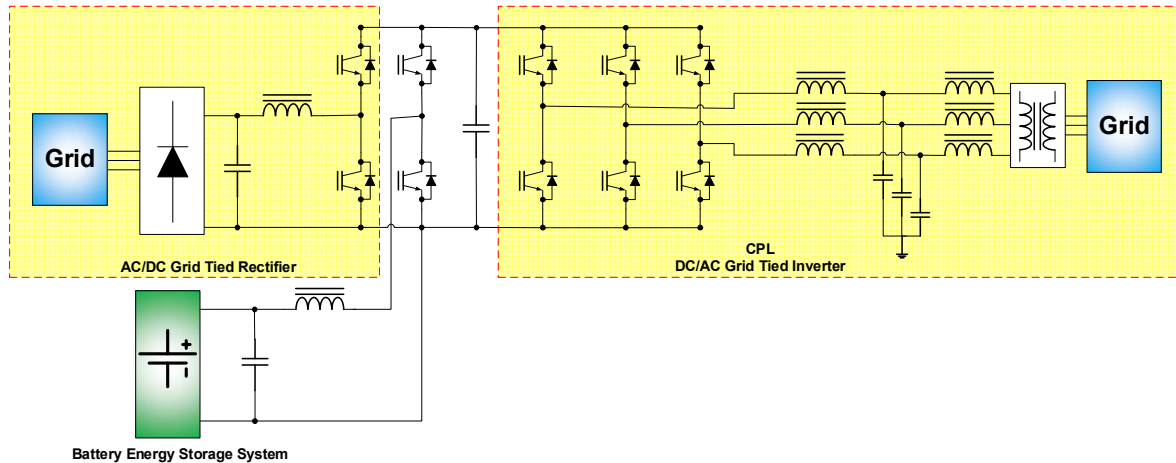 Grid
Grid
AC/DC Grid Tied Rectifier
CPL
DC/AC Grid Tied Inverter
+
-
Battery Energy Storage System